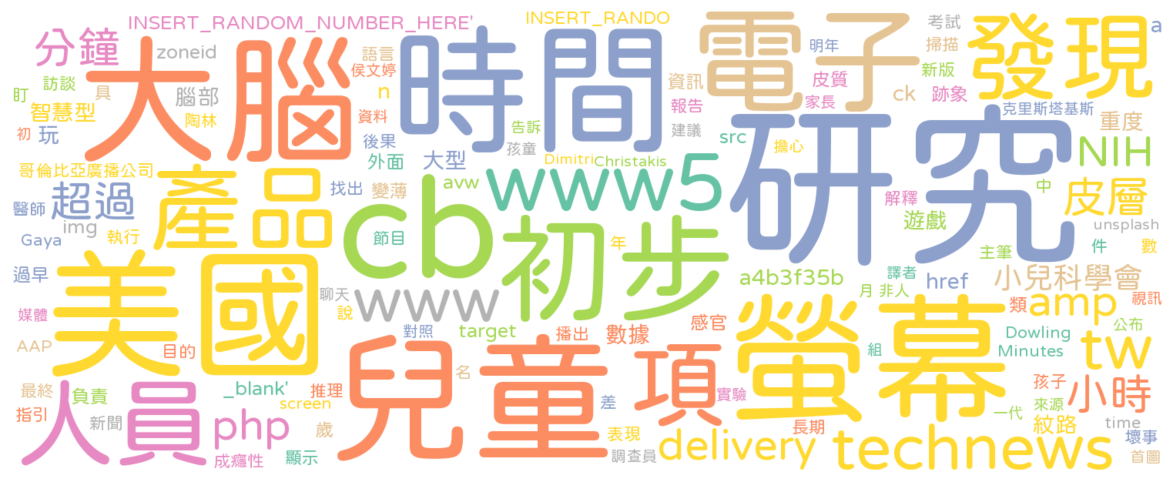 INSERT_RANDOM_NUMBER_HERE'
INSERT_RANDO
分鐘
zoneid
大腦
時間
語言
侯文婷
n
電子
明年
皮質
家長
考試
掃描
新版
跡象
發現
a
訪談
盯
具
智慧型
腦部
陶林
初
玩
資料
後果
外面
告訴
孩童
大型
資訊
報告
建議
ck
src
擔心
克里斯塔基斯
重度
NIH
哥倫比亞廣播公司
Dimitri
Christakis
醫師
超過
產品
找出
變薄
avw
www5
研究
解釋
遊戲
中
皮層
unsplash
img
Gaya
執行
cb
節目
初步
年
主筆
件
數
過早
美國
聊天
www
a4b3f35b
譯者
月
非人
href
小兒科學會
媒體
說
對照
target
播出
數據
感官
螢幕
類
amp
視訊
AAP
目的
兒童
項
組
Dowling
Minutes
公布
tw
最終
負責
人員
_blank'
推理
名
差
實驗
孩子
小時
指引
新聞
php
screen
歲
表現
長期
一代
來源
紋路
time
成癮性
顯示
調查員
delivery
technews
壞事
首圖